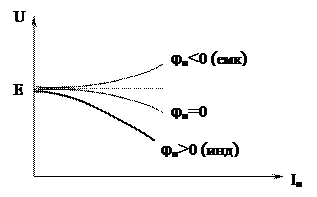 U
φн<0 (емк)
E
φн=0
φн>0 (инд)
Iн